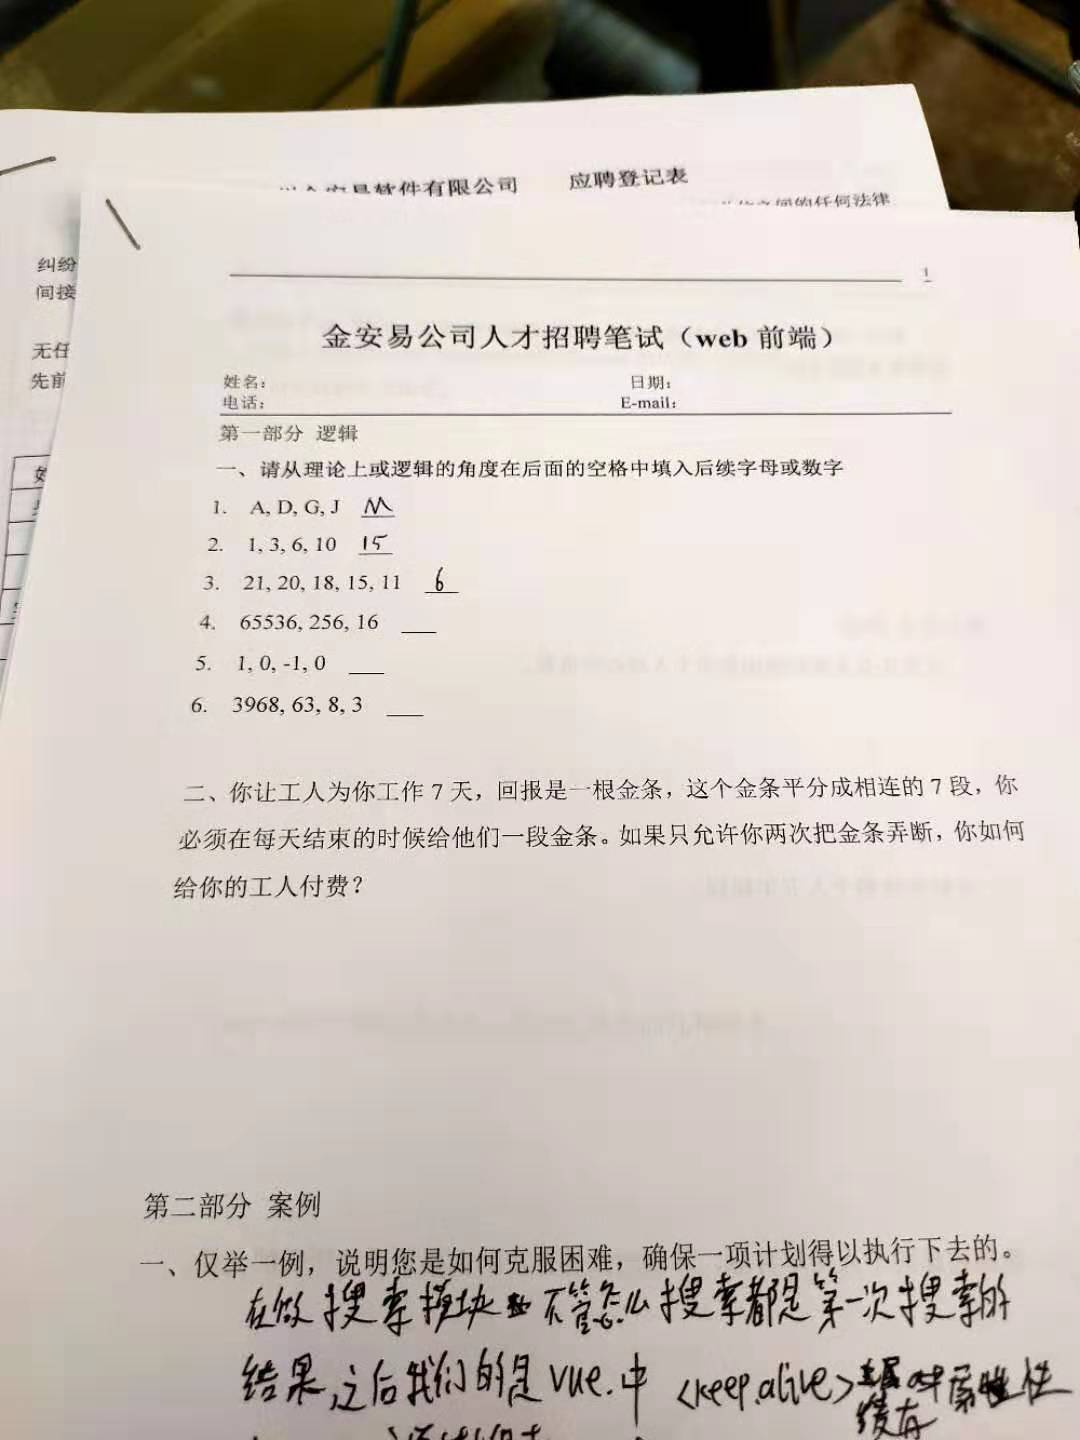 易软件有限公司 应聘登记表
之间的任何法律
纠纷
间接
无任
先前
1
金安易公司人才招聘笔试（web 前端）
姓名： 日期：
电话： E-mail：
第一部分 逻辑
一、请从理论上或逻辑的角度在后面的空格中填入后续字母或数字
1. A, D, G, J M
2. 1, 3, 6, 10 15
3. 21, 20, 18, 15, 11 6
4. 65536, 256, 16 ___
5. 1, 0, -1, 0 ___
6. 3968, 63, 8, 3 ___
二、你让工人为你工作 7 天，回报是一根金条，这个金条平分成相连的 7 段，你
必须在每天结束的时候给他们一段金条。如果只允许你两次把金条弄断，你如何
给你的工人付费？
第二部分 案例
一、仅举一例，说明您是如何克服困难，确保一项计划得以执行下去的。
在做搜索模块 不管怎么搜索都是第一次搜索的
结果，之后我们的是 vue.中 <keep.alive> 属性
缓存